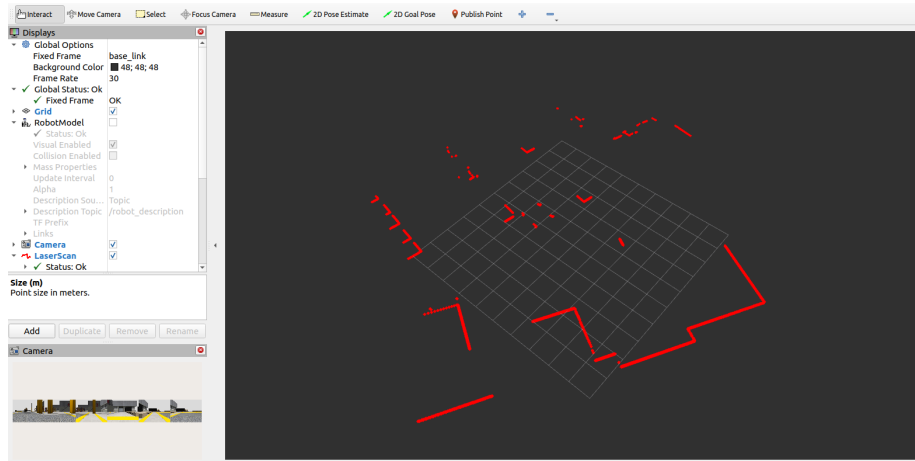 Interact Move Camera Select Focus Camera Measure 2D Pose Estimate 2D Goal Pose Publish Point
Displays
Global Options
Fixed Frame base_link
Background Color 48; 48; 48
Frame Rate 30
Global Status: Ok
Fixed Frame OK
Grid
RobotModel
Status: Ok
Visual Enabled
Collision Enabled
Mass Properties
Update Interval 0
Alpha 1
Description Sou... Topic
Description Topic /robot_description
TF Prefix
Links
Camera
LaserScan
Status: Ok
Size (m)
Point size in meters.
Add Duplicate Remove Rename
Camera